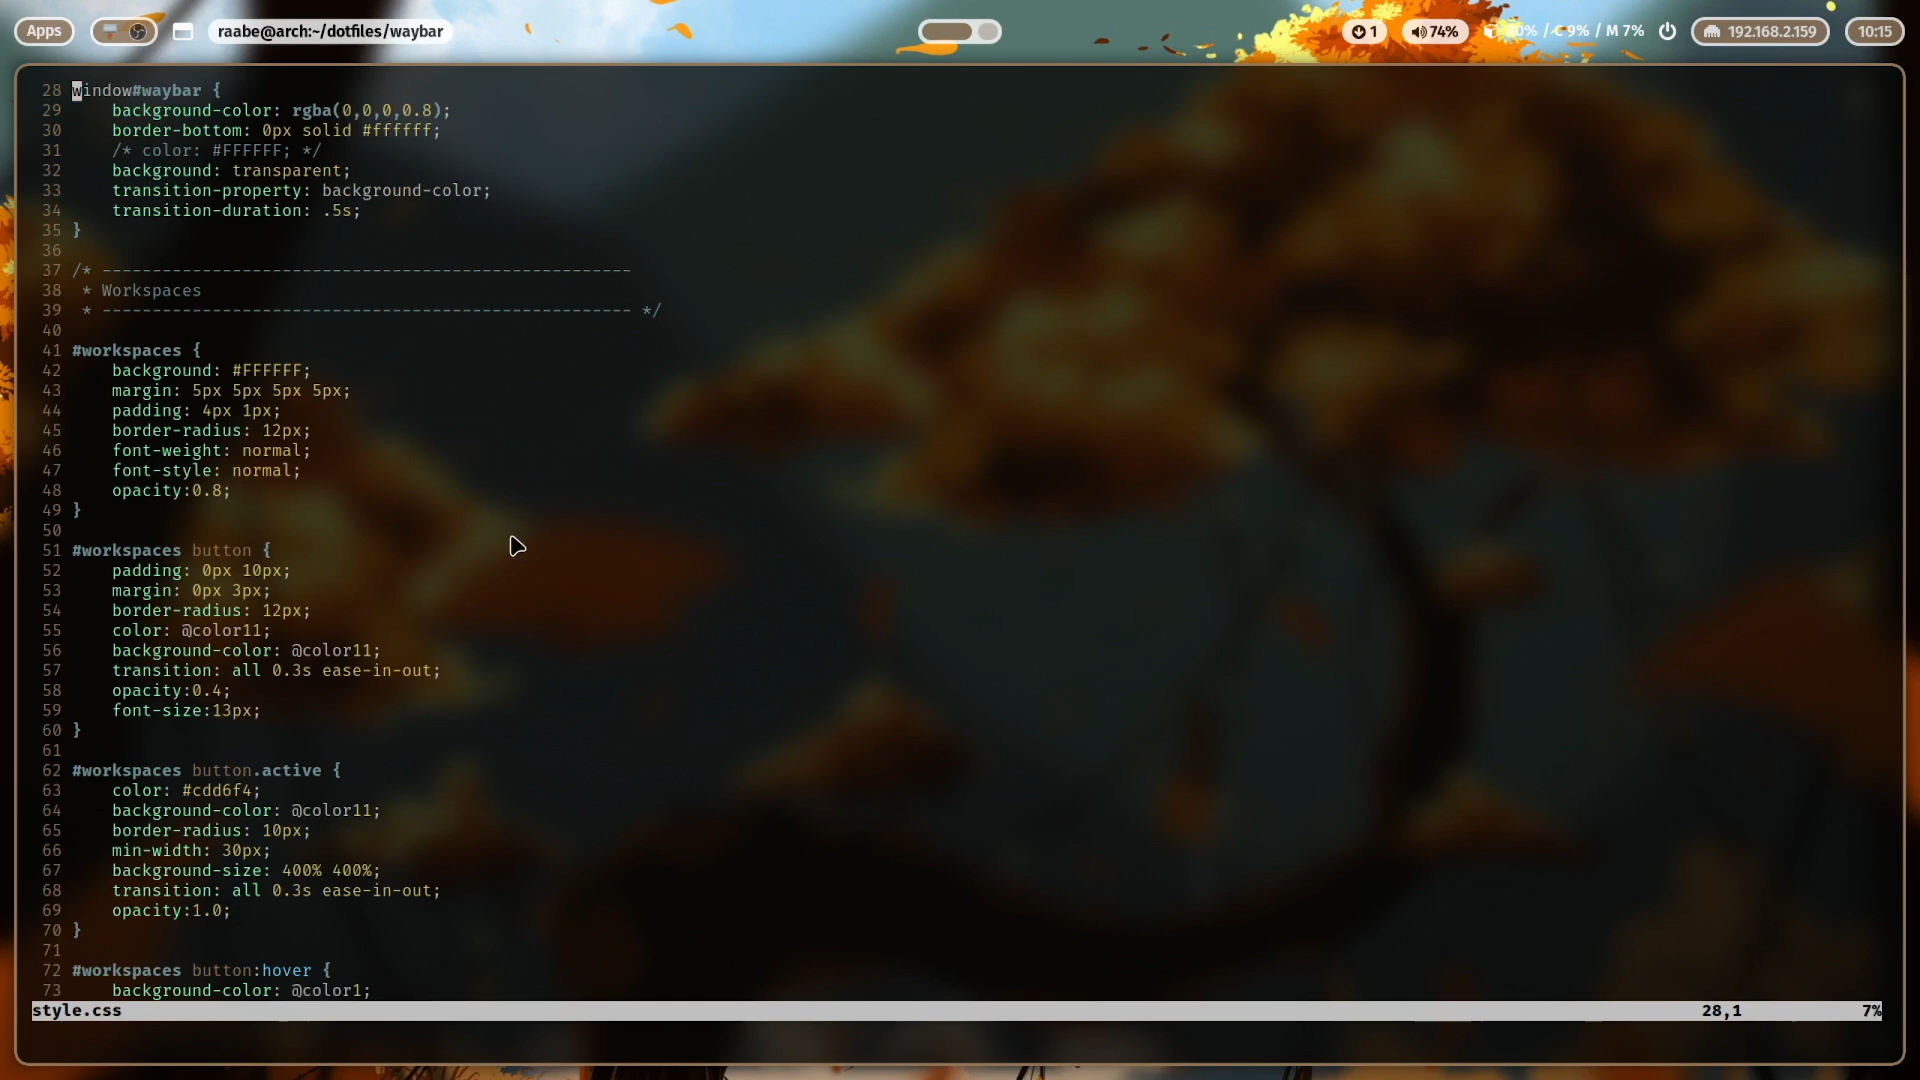 Apps
raabe@arch:~/dotfiles/waybar
1
74%
/ C 9% / M 7%
192.168.2.159
10:15
28 window#waybar {
29     background-color: rgba(0,0,0,0.8);
30     border-bottom: 0px solid #ffffff;
31     /* color: #FFFFFF; */
32     background: transparent;
33     transition-property: background-color;
34     transition-duration: .5s;
35 }
36
37 /* -----------------------------------------------------
38  * Workspaces
39  * ----------------------------------------------------- */
40
41 #workspaces {
42     background: #FFFFFF;
43     margin: 5px 5px 5px 5px;
44     padding: 4px 1px;
45     border-radius: 12px;
46     font-weight: normal;
47     font-style: normal;
48     opacity:0.8;
49 }
50
51 #workspaces button {
52     padding: 0px 10px;
53     margin: 0px 3px;
54     border-radius: 12px;
55     color: @color11;
56     background-color: @color11;
57     transition: all 0.3s ease-in-out;
58     opacity:0.4;
59     font-size:13px;
60 }
61
62 #workspaces button.active {
63     color: #cdd6f4;
64     background-color: @color11;
65     border-radius: 10px;
66     min-width: 30px;
67     background-size: 400% 400%;
68     transition: all 0.3s ease-in-out;
69     opacity:1.0;
70 }
71
72 #workspaces button:hover {
73     background-color: @color1;
style.css 28,1 7%